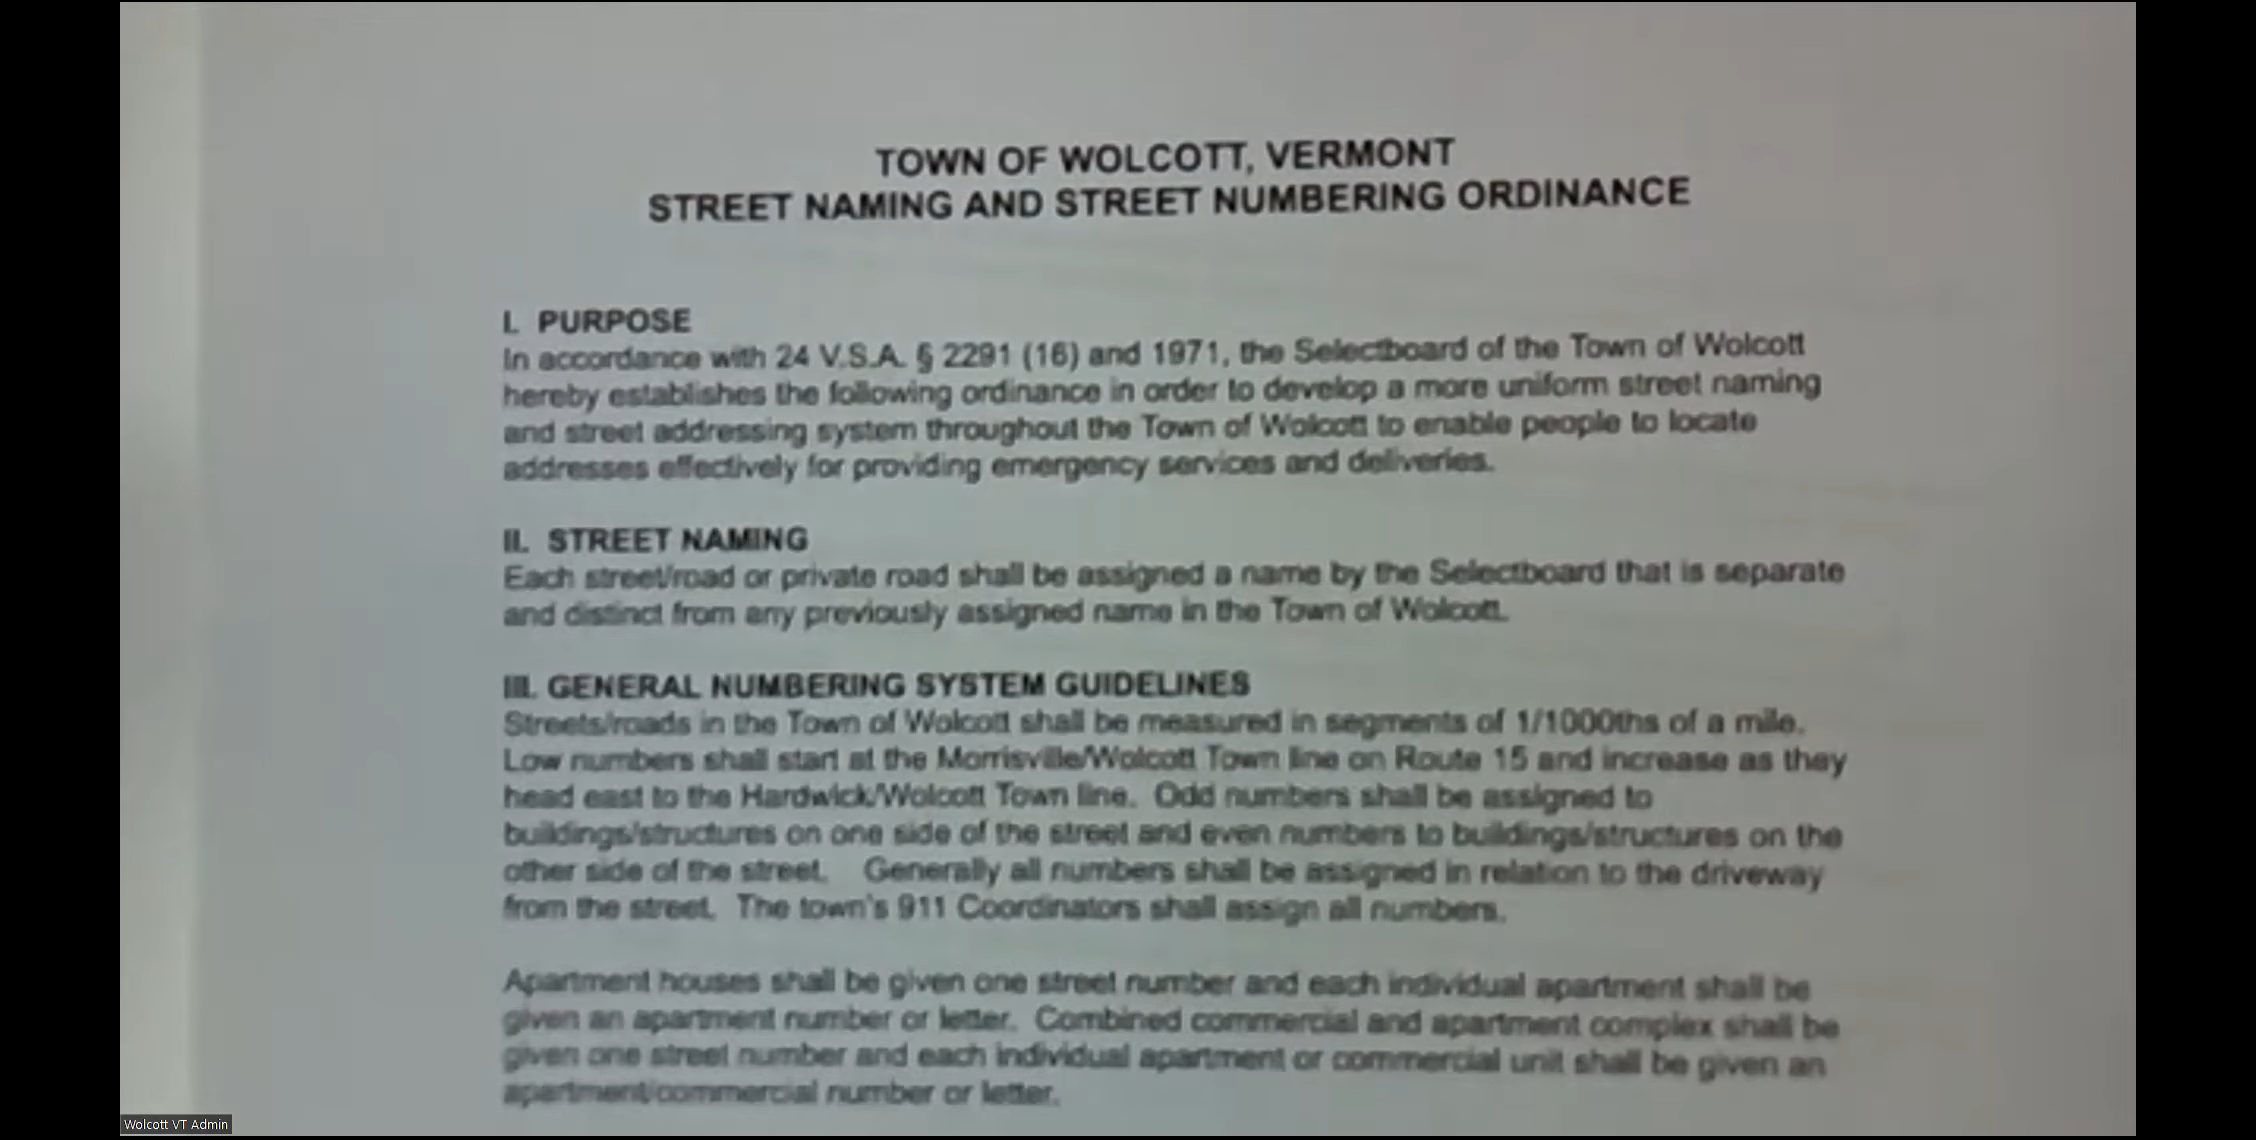 TOWN OF WOLCOTT, VERMONT
STREET NAMING AND STREET NUMBERING ORDINANCE
I. PURPOSE
In accordance with 24 V.S.A. § 2291 (16) and 1971, the Selectboard of the Town of Wolcott
hereby establishes the following ordinance in order to develop a more uniform street naming
and street addressing system throughout the Town of Wolcott to enable people to locate
addresses effectively for providing emergency services and deliveries.
II. STREET NAMING
Each street/road or private road shall be assigned a name by the Selectboard that is separate
and distinct from any previously assigned name in the Town of Wolcott.
III. GENERAL NUMBERING SYSTEM GUIDELINES
Streets/roads in the Town of Wolcott shall be measured in segments of 1/1000ths of a mile.
Low numbers shall start at the Morrisville/Wolcott Town line on Route 15 and increase as they
head east to the Hardwick/Wolcott Town line. Odd numbers shall be assigned to
buildings/structures on one side of the street and even numbers to buildings/structures on the
other side of the street. Generally all numbers shall be assigned in relation to the driveway
from the street. The town's 911 Coordinators shall assign all numbers.
Apartment houses shall be given one street number and each individual apartment shall be
given an apartment number or letter. Combined commercial and apartment complex shall be
given one street number and each individual apartment or commercial unit shall be given an
apartment/commercial number or letter.
Wolcott VT Admin